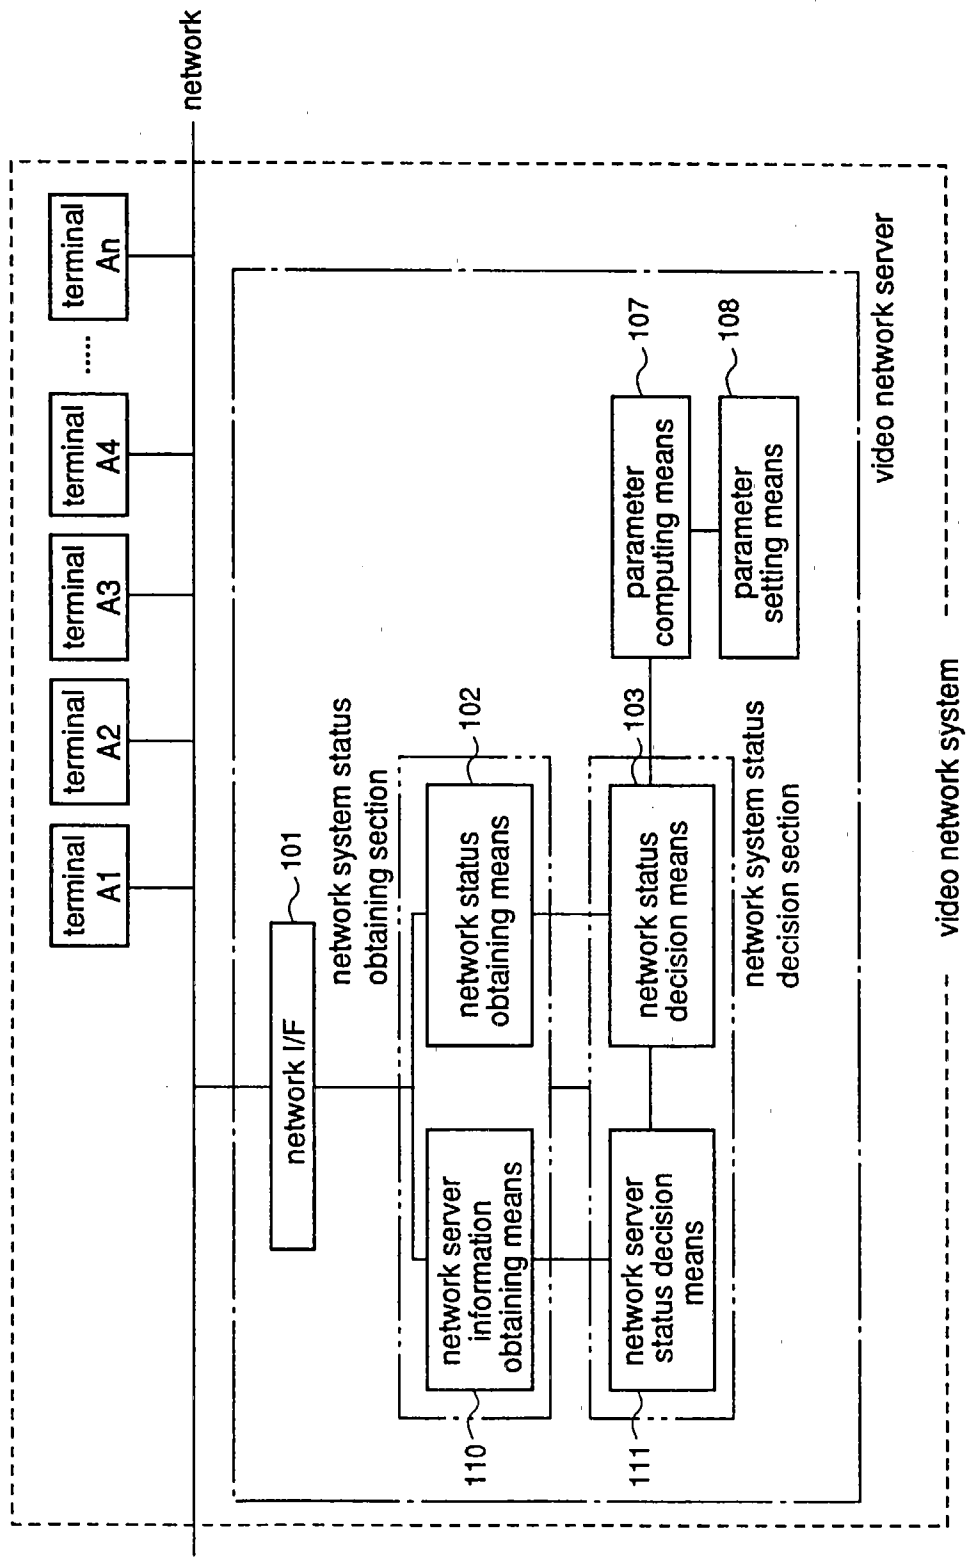 terminal
A1
terminal
A2
terminal
A3
terminal
A4
.....
terminal
An
network
network I/F
101
network system status
obtaining section
network server
information
obtaining means
110
network status
obtaining means
102
network server
status decision
means
111
network status
decision means
103
network system status
decision section
parameter
computing means
107
parameter
setting means
108
video network server
video network system